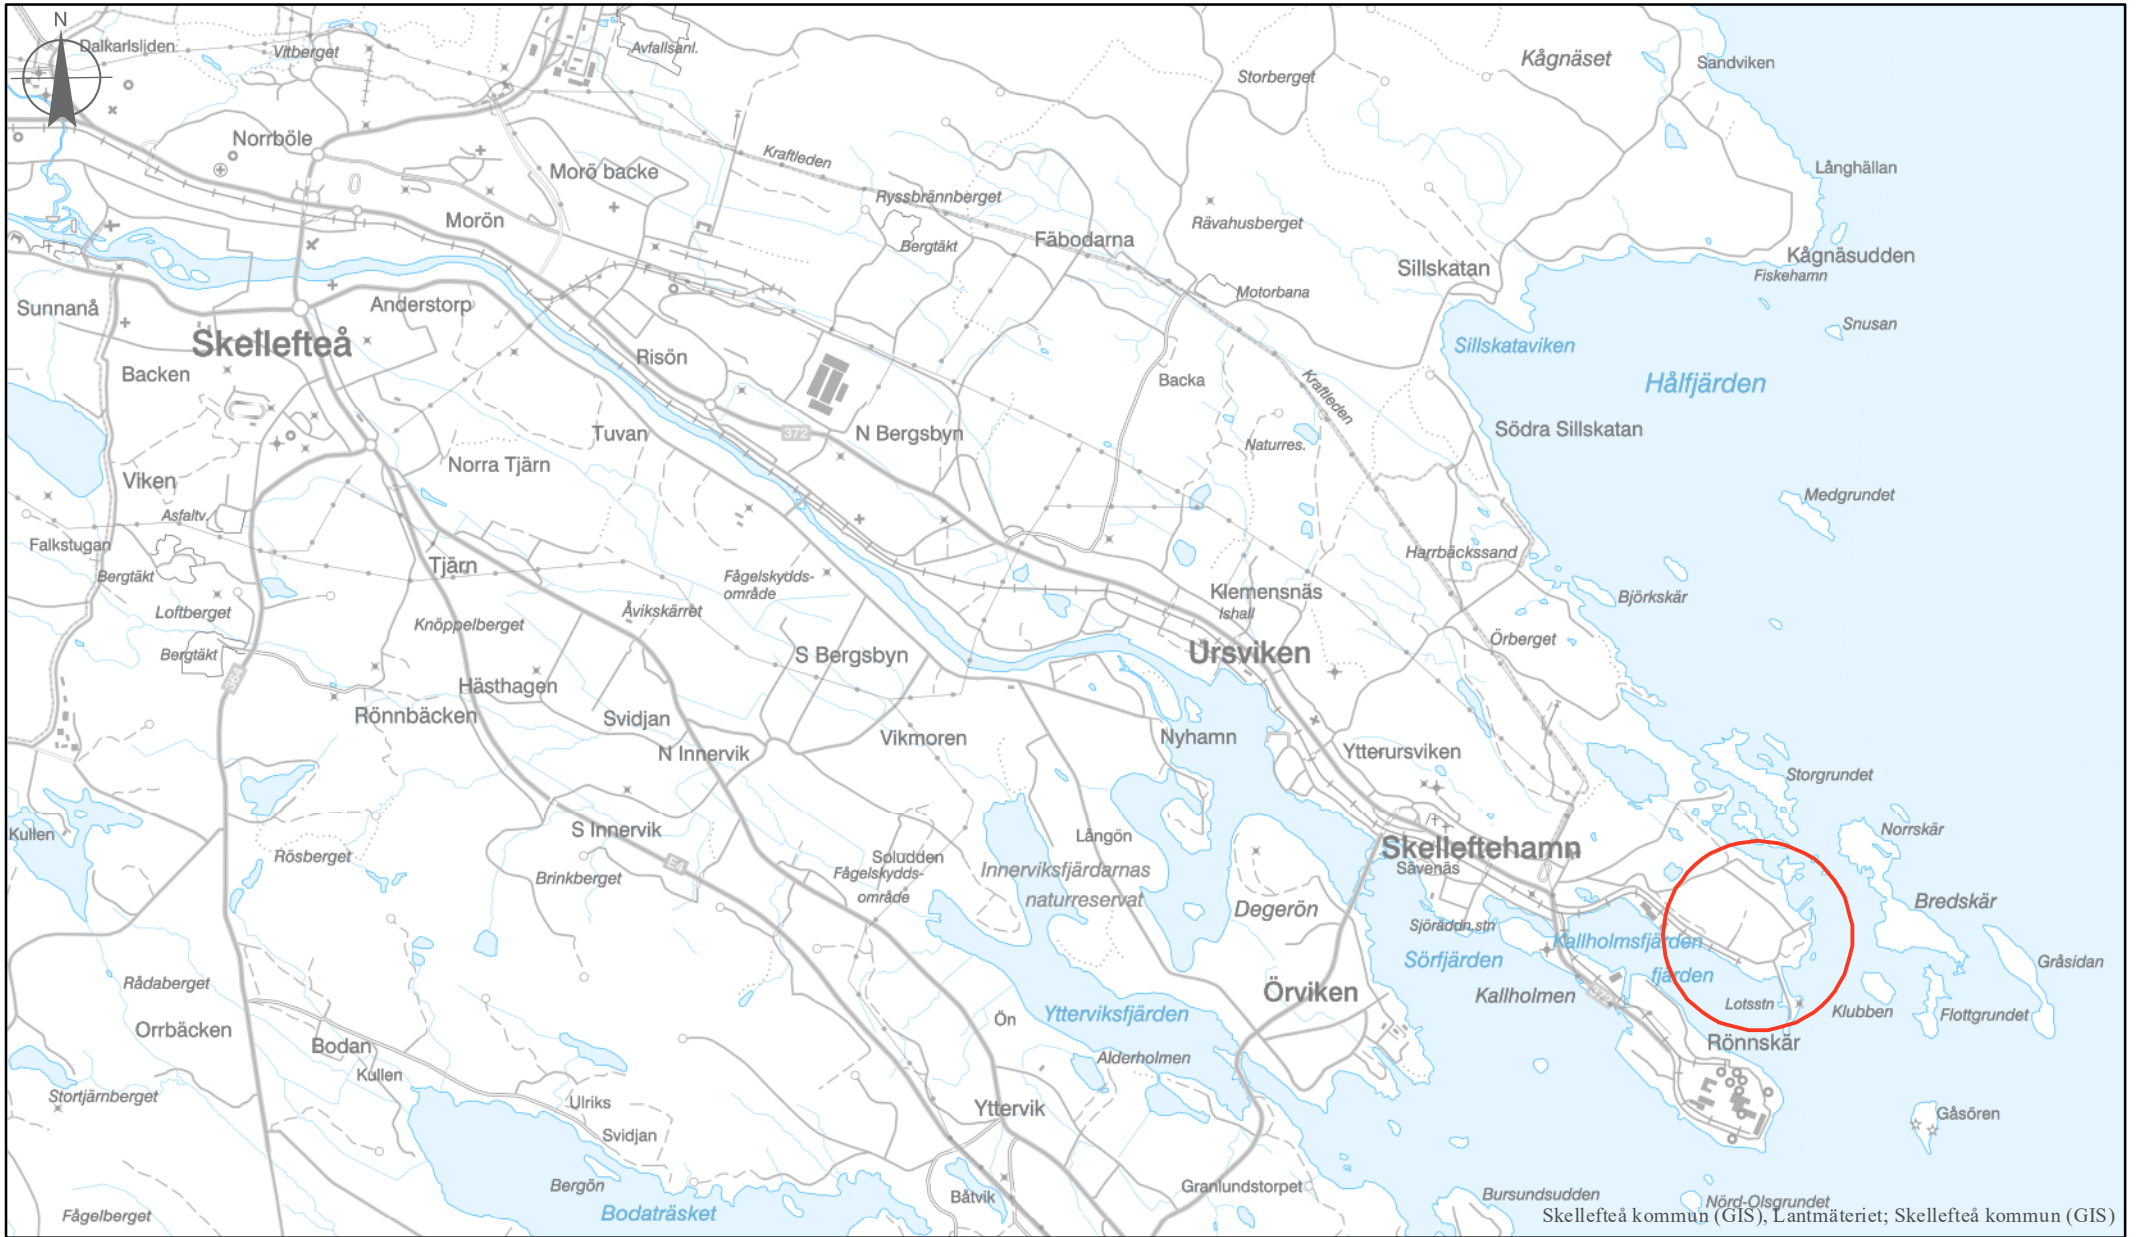 N
Dalkarlsliden
Vitberget
Avfallsanl.
Kågnäset
Storberget
Sandviken
Norrböle
Kraftleden
Morö backe
Långhällan
Ryssbrännberget
Morön
Rävahusberget
Fäbodarna
Bergtäkt
Kågnäsudden
Sillskatan
Fiskehamn
Motorbana
Sunnanå
Anderstorp
Snusan
Skellefteå
Sillskataviken
Risön
Backen
Backa
Hålfjärden
Kraftleden
372
Tuvan
N Bergsbyn
Södra Sillskatan
Naturres.
Norra Tjärn
Viken
Medgrundet
Asfaltv.
Falkstugan
Harrbäckssand
Tjärn
Bergtäkt
Fågelskydds-
område
Klemensnäs
Björkskär
Loftberget
Åvikskärret
Ishall
Knöppelberget
Örberget
Bergtäkt
S Bergsbyn
Ursviken
364
Hästhagen
Rönnbäcken
Svidjan
Vikmoren
Nyhamn
N Innervik
Ytterursviken
Storgrundet
Kullen
S Innervik
Långön
Norrskär
Rösberget
E4
Soludden
Skelleftehamn
Fågelskydds-
område
Innerviksfjärdarnas
naturreservat
Sävenäs
Brinkberget
Degerön
Bredskär
Sjöräddn.stn
Kallholmsfjärden
Sörfjärden
Gråsidan
fjärden
Rådaberget
Örviken
Kallholmen
372
Lotsstn
Klubben
Flottgrundet
Ytterviksfjärden
Ön
Orrbäcken
Bodan
Rönnskär
Alderholmen
Kullen
Stortjärnberget
Ulriks
Yttervik
Gåsören
Svidjan
Bergön
Granlundstorpet
Båtvik
Bursundsudden
Nörd-Olsgrundet
Fågelberget
Bodaträsket
Skellefteå kommun (GIS), Lantmäteriet; Skellefteå kommun (GIS)